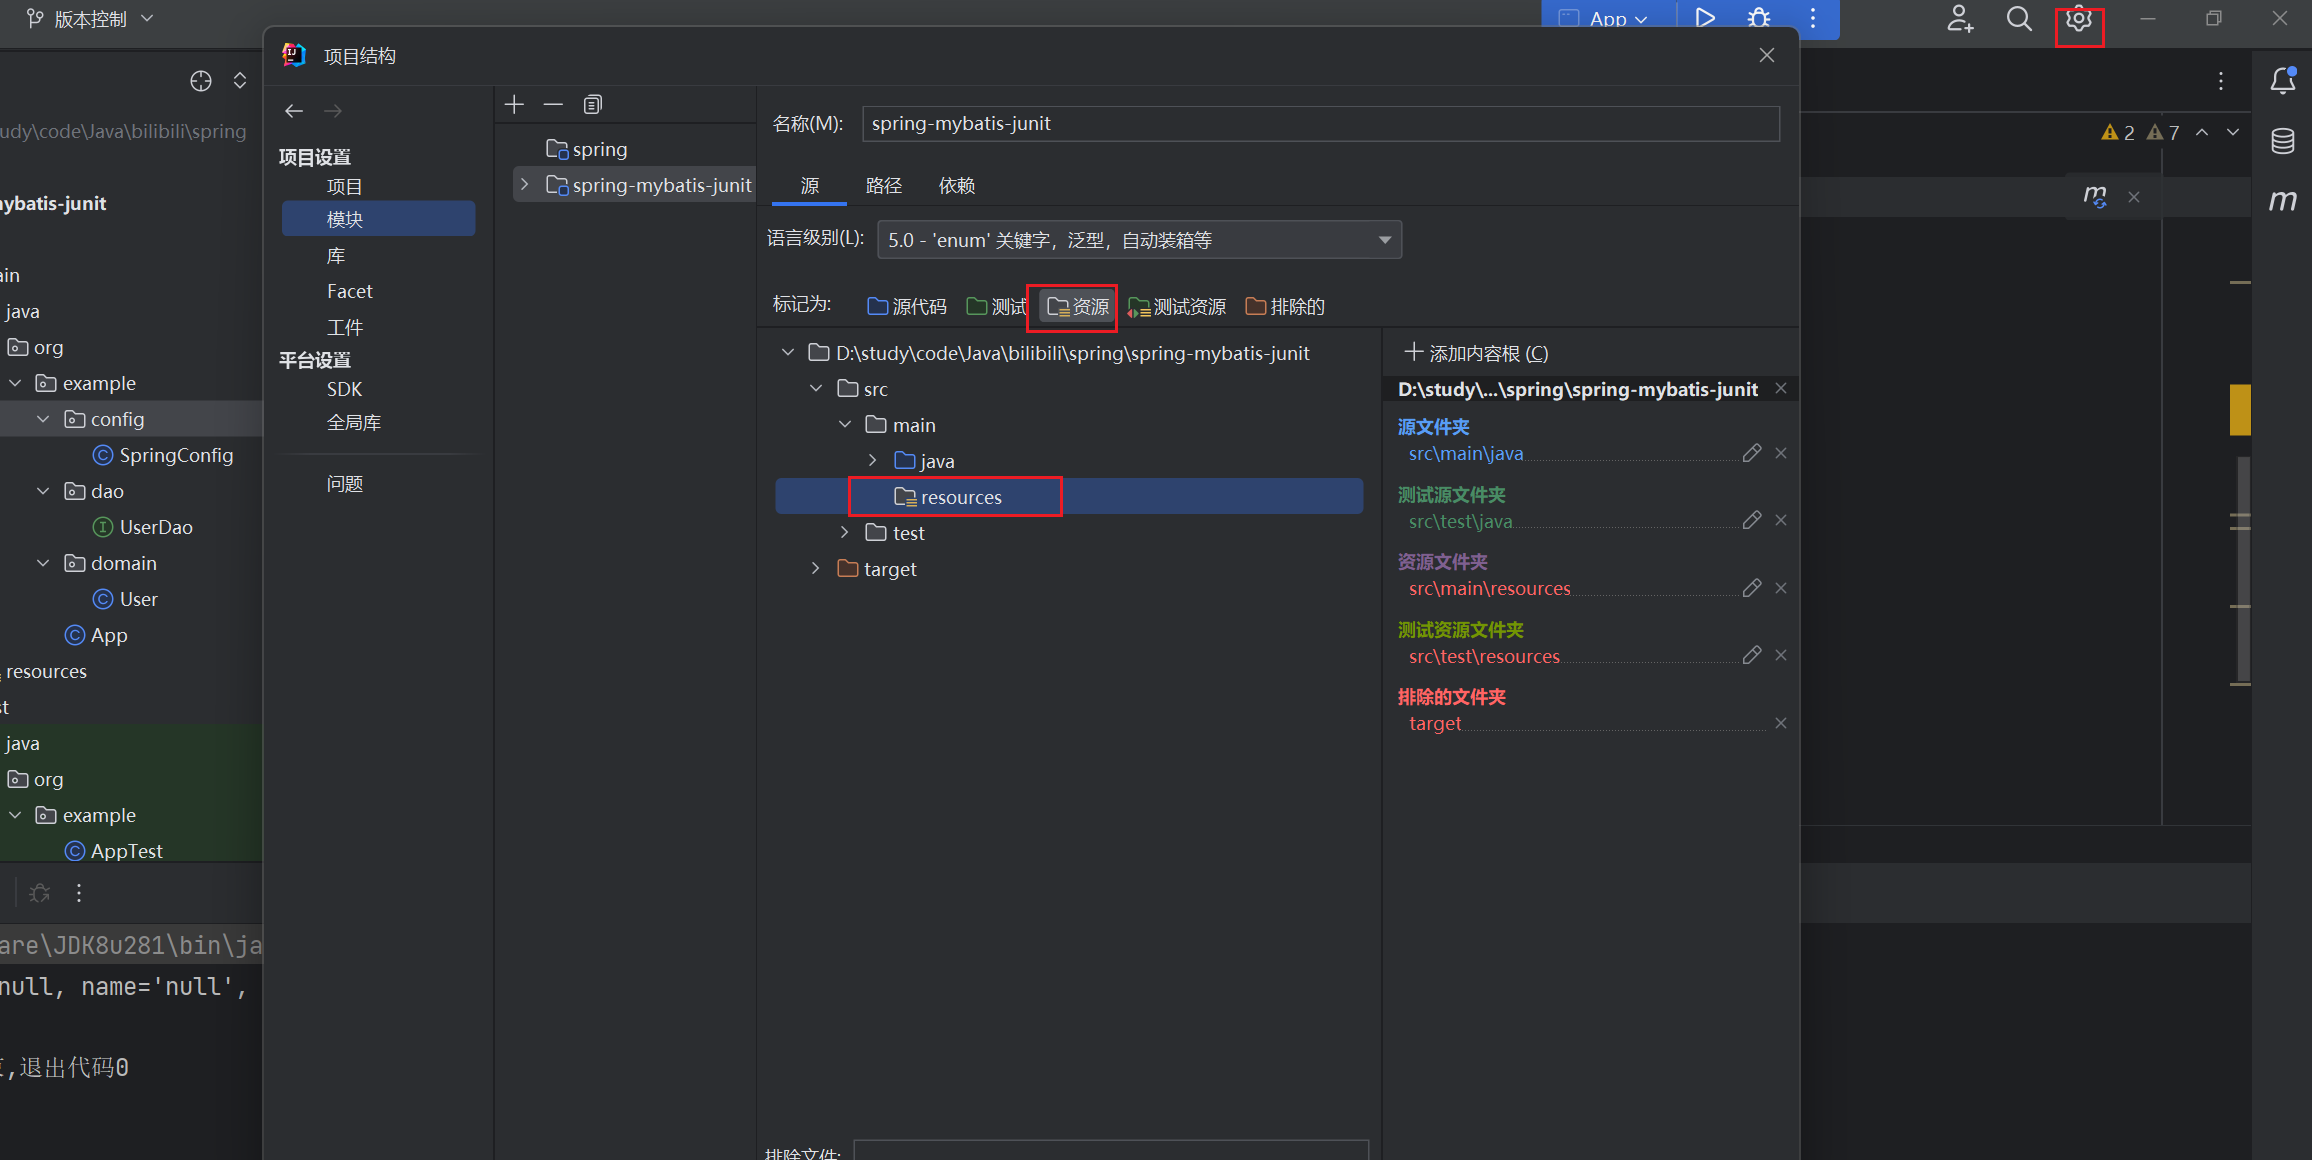 版本控制
App
项目结构
udy\code\Java\bilibili\spring
名称(M):
spring-mybatis-junit
2
7
项目设置
spring
项目
spring-mybatis-junit
源
路径
依赖
ybatis-junit
模块
语言级别(L):
5.0 - 'enum' 关键字，泛型，自动装箱等
库
ain
Facet
标记为:
源代码
测试
资源
测试资源
排除的
java
工件
org
平台设置
D:\study\code\Java\bilibili\spring\spring-mybatis-junit
添加内容根 (C)
example
SDK
src
D:\study\...\spring\spring-mybatis-junit
config
全局库
main
源文件夹
SpringConfig
java
src\main\java
dao
问题
resources
测试源文件夹
UserDao
test
src\test\java
domain
target
资源文件夹
User
src\main\resources
App
测试资源文件夹
resources
src\test\resources
st
排除的文件夹
java
target
org
example
AppTest
are\JDK8u281\bin\ja
null, name='null',
,退出代码0
排除文件: